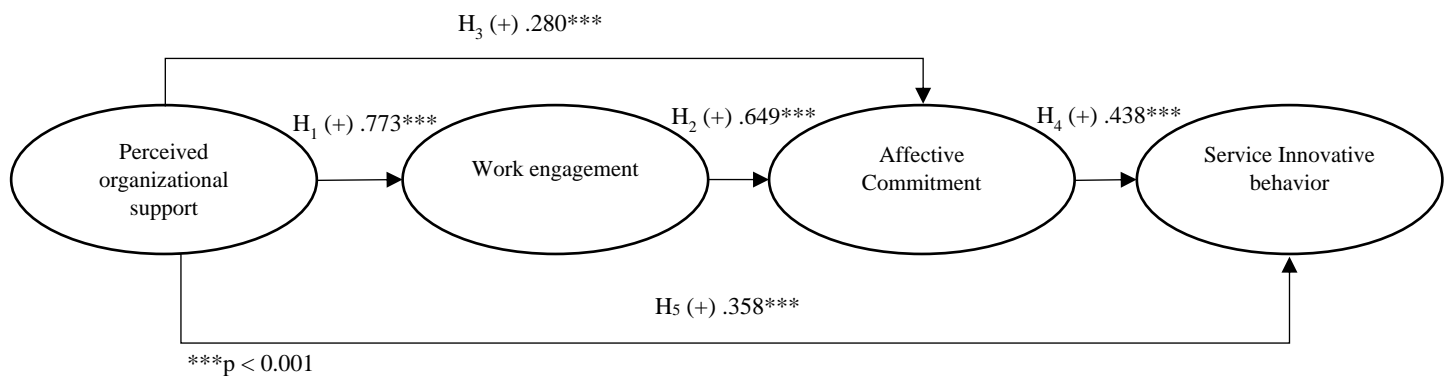 H₃ (+) .280***
H₁ (+) .773***
H₂ (+) .649***
H₄ (+) .438***
Perceived
organizational
support
Work engagement
Affective
Commitment
Service Innovative
behavior
H₅ (+) .358***
***p < 0.001